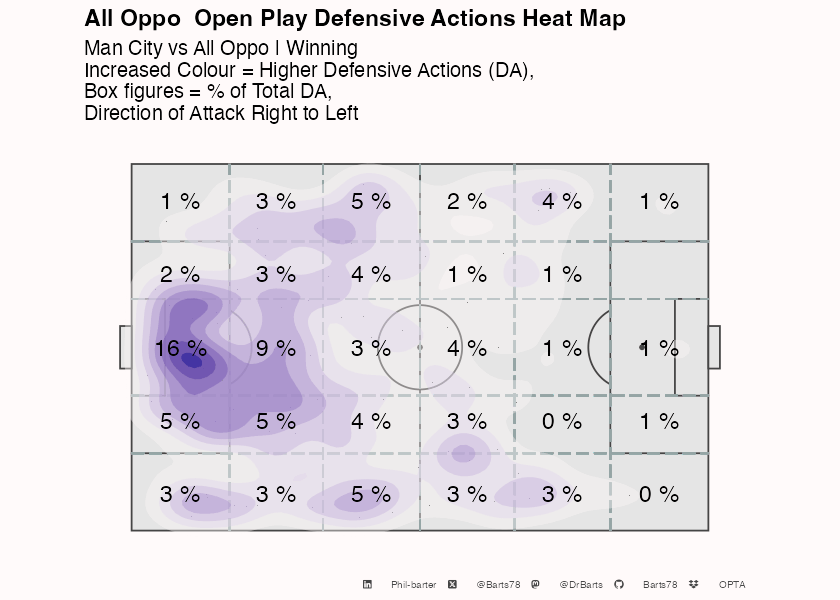 All Oppo  Open Play Defensive Actions Heat Map
Man City vs All Oppo | Winning
Increased Colour = Higher Defensive Actions (DA),
Box figures = % of Total DA,
Direction of Attack Right to Left
1 % 3 % 5 % 2 % 4 % 1 %
2 % 3 % 4 % 1 % 1 %
16 % 9 % 3 % 4 % 1 % 1 %
5 % 5 % 4 % 3 % 0 % 1 %
3 % 3 % 5 % 3 % 3 % 0 %
Phil-barter @Barts78 @DrBarts Barts78 OPTA